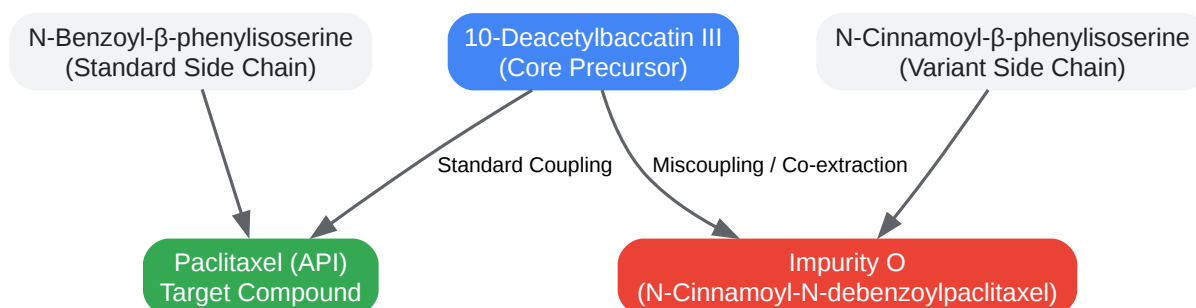 N-Benzoyl-β-phenylisoserine
(Standard Side Chain)
10-Deacetylbaccatin III
(Core Precursor)
N-Cinnamoyl-β-phenylisoserine
(Variant Side Chain)
Standard Coupling
Miscoupling / Co-extraction
Paclitaxel (API)
Target Compound
Impurity O
(N-Cinnamoyl-N-debenzoylpaclitaxel)